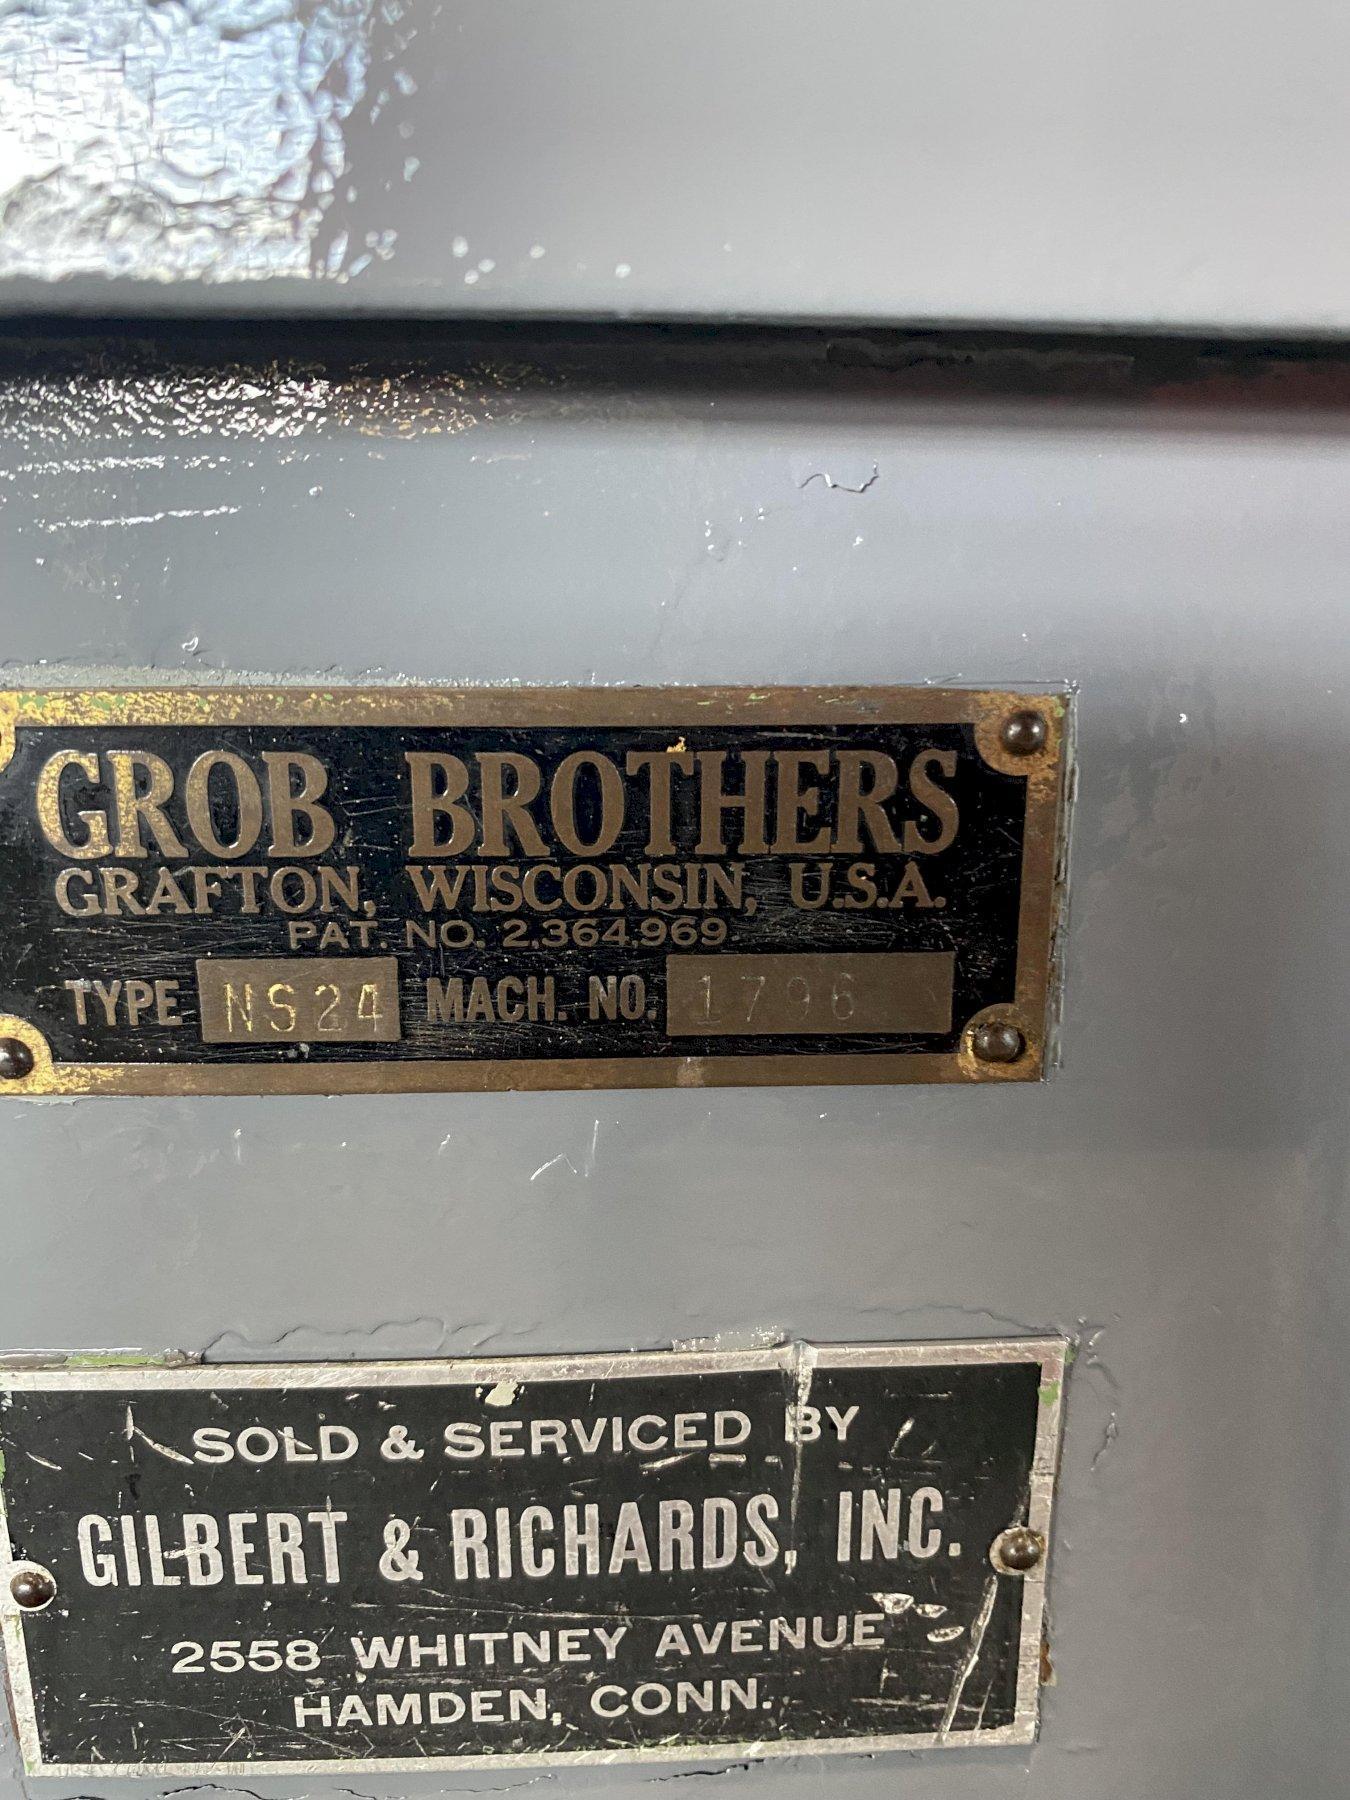 GROB BROTHERS
GRAFTON, WISCONSIN, U.S.A.
PAT. NO. 2,364,969
TYPE NS24 MACH. NO. 1796
SOLD & SERVICED BY
GILBERT & RICHARDS, INC.
2558 WHITNEY AVENUE
HAMDEN, CONN.